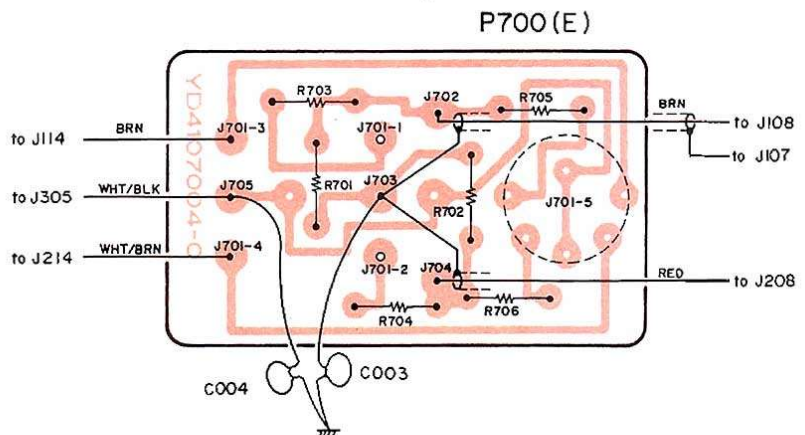 P700 (E)
YD4107004-C
R703
J702
R705
BRN
to J108
to J107
to J114
BRN
J701-3
J701-1
to J305
WHT/BLK
J705
R701
J703
R702
J701-5
to J214
WHT/BRN
J701-4
J701-2
J704
RED
to J208
R704
R706
C004
C003